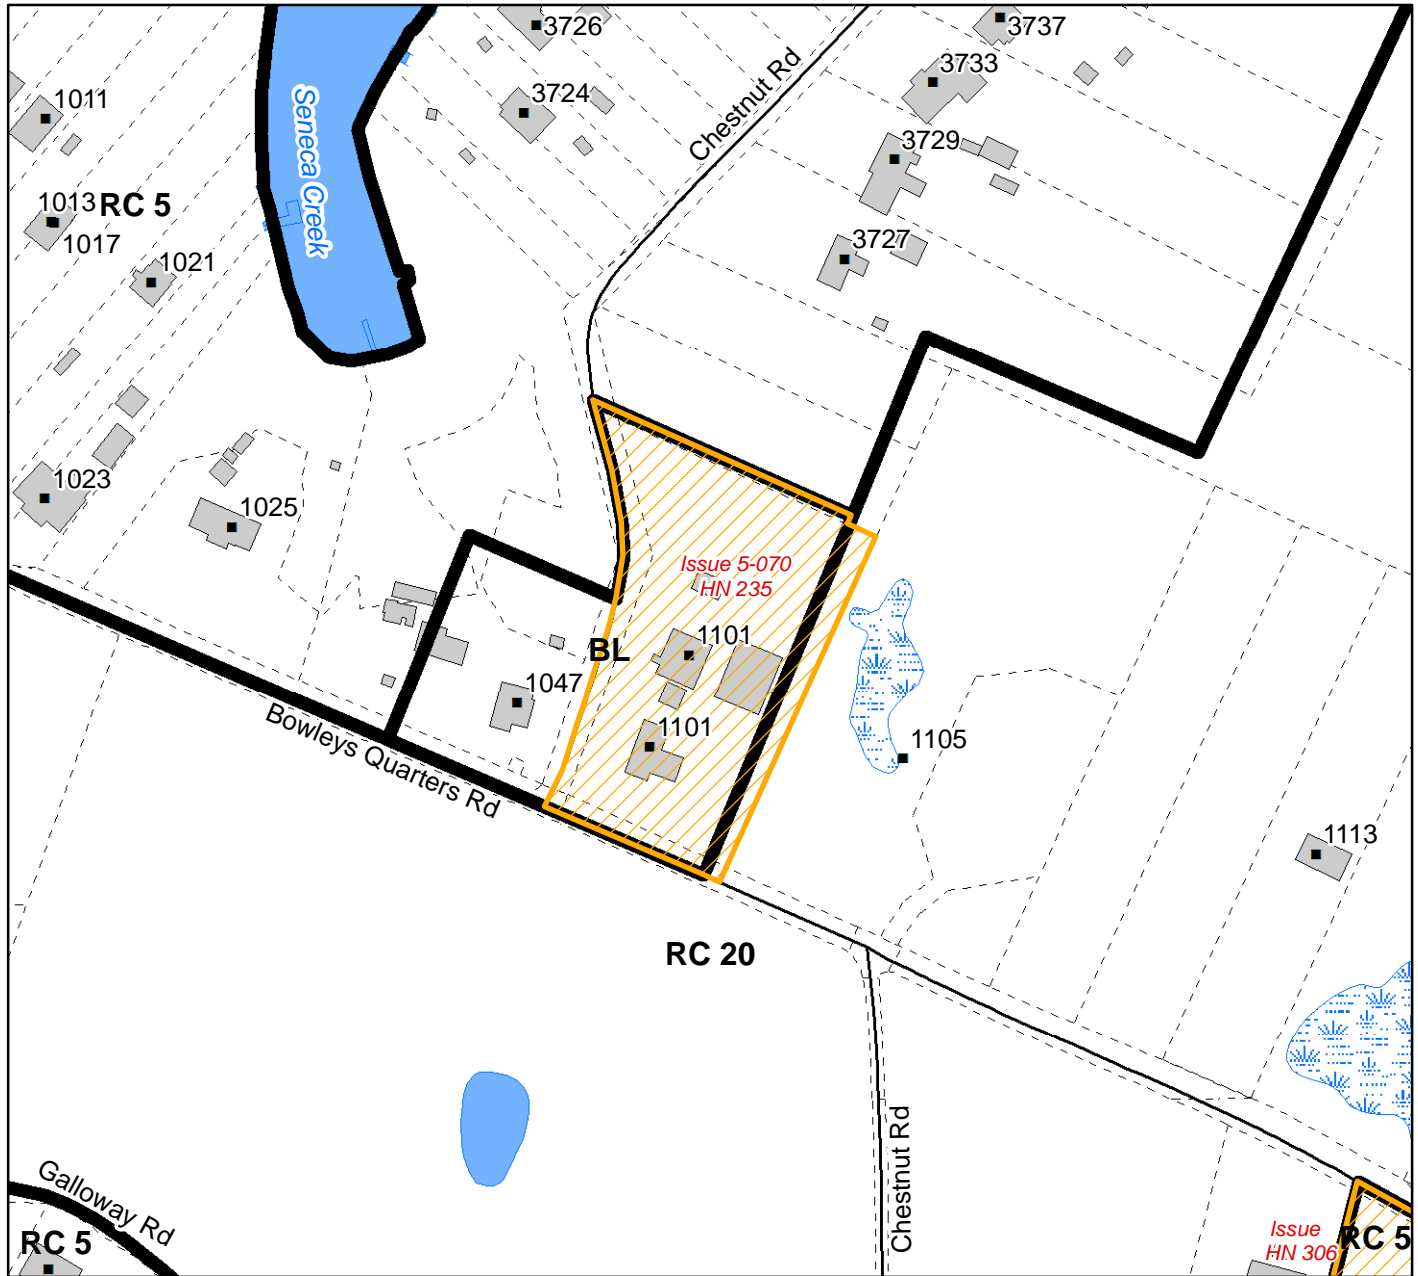 3726
3737
Chestnut Rd
3733
1011
Seneca Creek
3724
3729
1013
RC 5
1017
3727
1021
1023
1025
Issue 5-070
HN 235
1101
BL
1047
1101
1105
Bowleys Quarters Rd
1113
RC 20
Chestnut Rd
Galloway Rd
RC 5
Issue
HN 306
RC 5